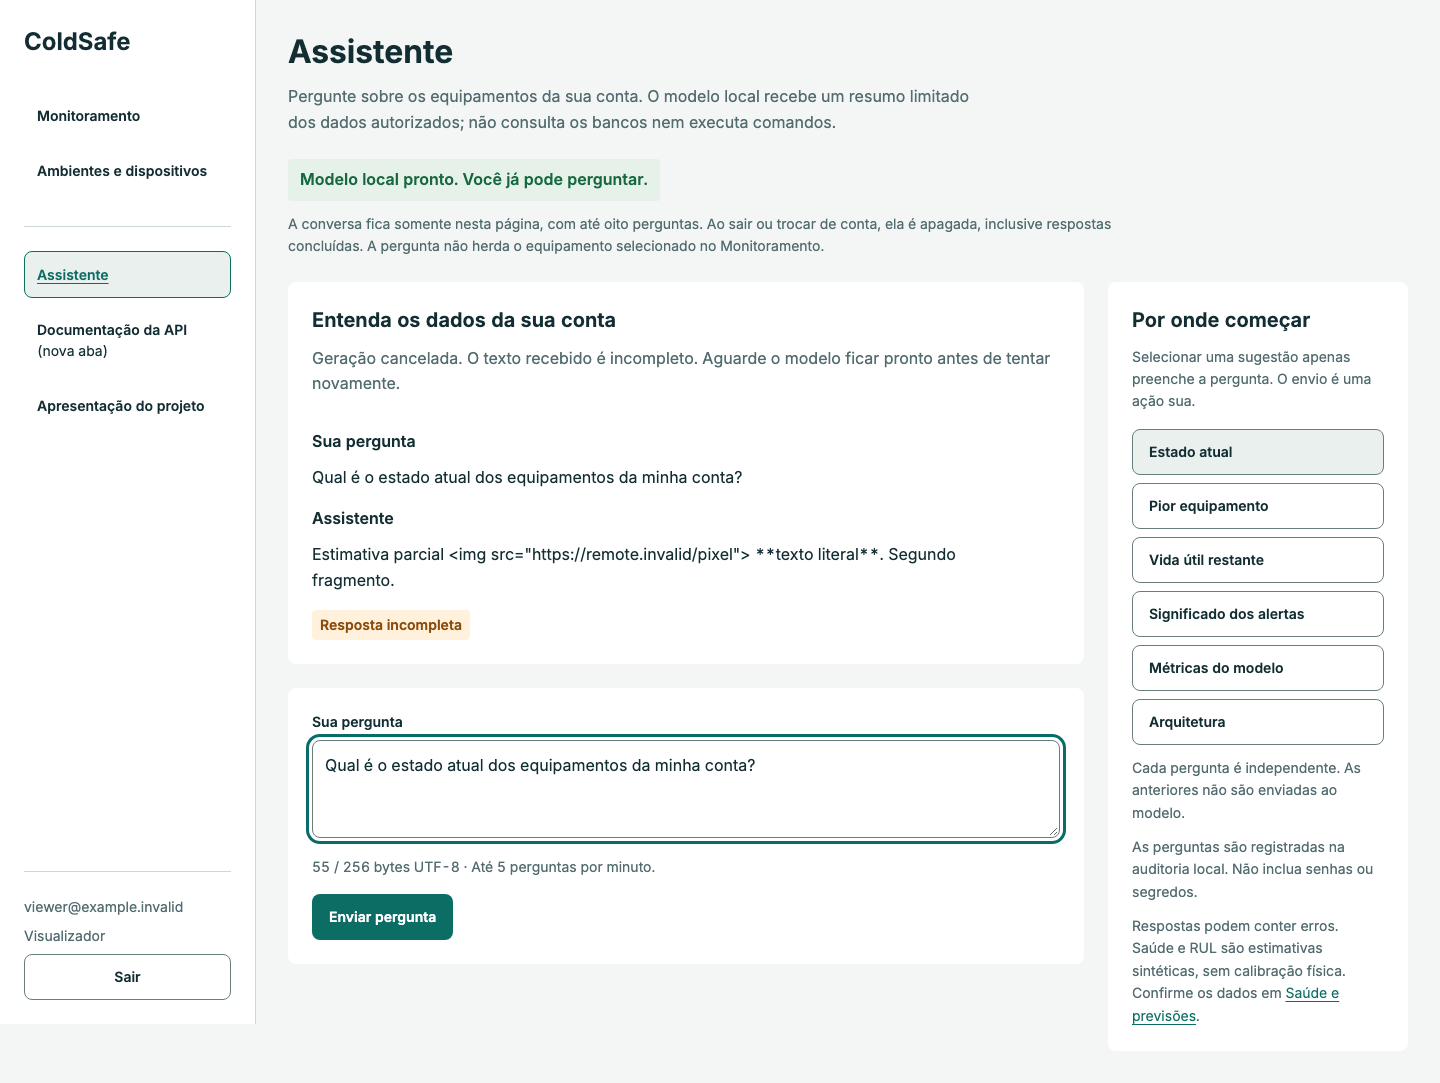 ColdSafe
Monitoramento
Ambientes e dispositivos
Assistente
Documentação da API
(nova aba)
Apresentação do projeto
viewer@example.invalid
Visualizador
Sair
Assistente
Pergunte sobre os equipamentos da sua conta. O modelo local recebe um resumo limitado
dos dados autorizados; não consulta os bancos nem executa comandos.
Modelo local pronto. Você já pode perguntar.
A conversa fica somente nesta página, com até oito perguntas. Ao sair ou trocar de conta, ela é apagada, inclusive respostas
concluídas. A pergunta não herda o equipamento selecionado no Monitoramento.
Entenda os dados da sua conta
Geração cancelada. O texto recebido é incompleto. Aguarde o modelo ficar pronto antes de tentar
novamente.
Sua pergunta
Qual é o estado atual dos equipamentos da minha conta?
Assistente
Estimativa parcial <img src="https://remote.invalid/pixel"> **texto literal**. Segundo
fragmento.
Resposta incompleta
Sua pergunta
Qual é o estado atual dos equipamentos da minha conta?
55 / 256 bytes UTF-8 · Até 5 perguntas por minuto.
Enviar pergunta
Por onde começar
Selecionar uma sugestão apenas
preenche a pergunta. O envio é uma
ação sua.
Estado atual
Pior equipamento
Vida útil restante
Significado dos alertas
Métricas do modelo
Arquitetura
Cada pergunta é independente. As
anteriores não são enviadas ao
modelo.
As perguntas são registradas na
auditoria local. Não inclua senhas ou
segredos.
Respostas podem conter erros.
Saúde e RUL são estimativas
sintéticas, sem calibração física.
Confirme os dados em Saúde e
previsões.